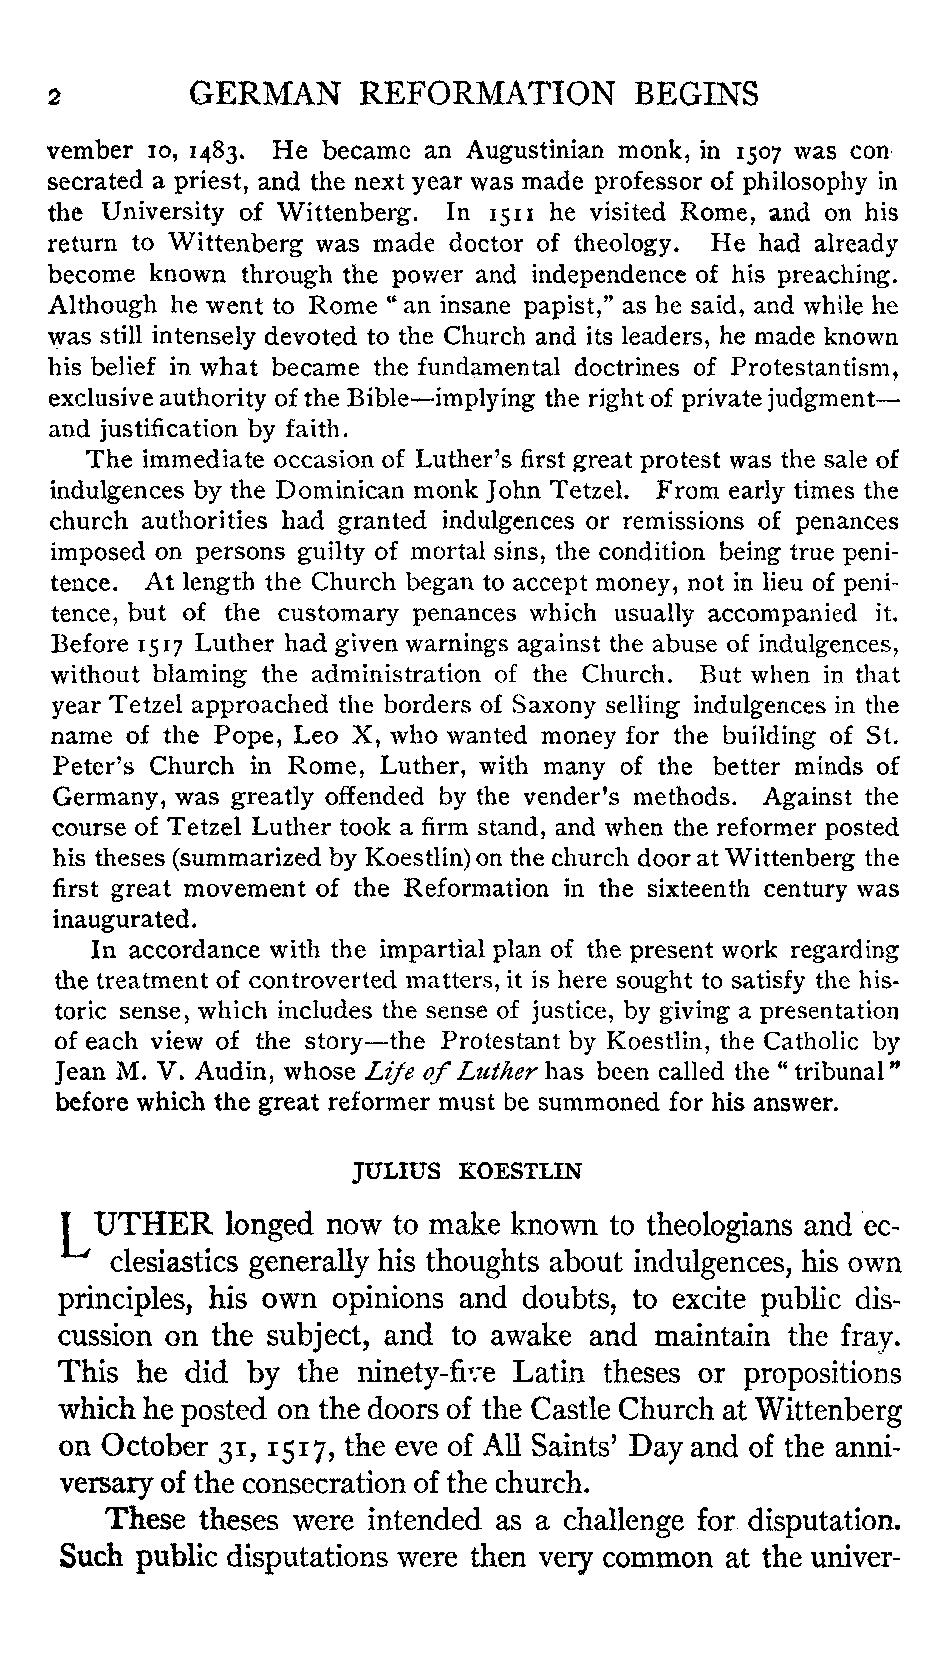 2 GERMAN REFORMATION BEGINS
vember 10, 1483. He became an Augustinian monk, in 1507 was con-
secrated a priest, and the next year was made professor of philosophy in
the University of Wittenberg. In 1511 he visited Rome, and on his
return to Wittenberg was made doctor of theology. He had already
become known through the power and independence of his preaching.
Although he went to Rome "an insane papist," as he said, and while he
was still intensely devoted to the Church and its leaders, he made known
his belief in what became the fundamental doctrines of Protestantism,
exclusive authority of the Bible—implying the right of private judgment—
and justification by faith.
The immediate occasion of Luther's first great protest was the sale of
indulgences by the Dominican monk John Tetzel. From early times the
church authorities had granted indulgences or remissions of penances
imposed on persons guilty of mortal sins, the condition being true peni-
tence. At length the Church began to accept money, not in lieu of peni-
tence, but of the customary penances which usually accompanied it.
Before 1517 Luther had given warnings against the abuse of indulgences,
without blaming the administration of the Church. But when in that
year Tetzel approached the borders of Saxony selling indulgences in the
name of the Pope, Leo X, who wanted money for the building of St.
Peter's Church in Rome, Luther, with many of the better minds of
Germany, was greatly offended by the vender's methods. Against the
course of Tetzel Luther took a firm stand, and when the reformer posted
his theses (summarized by Koestlin) on the church door at Wittenberg the
first great movement of the Reformation in the sixteenth century was
inaugurated.
In accordance with the impartial plan of the present work regarding
the treatment of controverted matters, it is here sought to satisfy the his-
toric sense, which includes the sense of justice, by giving a presentation
of each view of the story—the Protestant by Koestlin, the Catholic by
Jean M. V. Audin, whose Life of Luther has been called the "tribunal"
before which the great reformer must be summoned for his answer.
JULIUS KOESTLIN
LUTHER longed now to make known to theologians and ec-
clesiastics generally his thoughts about indulgences, his own
principles, his own opinions and doubts, to excite public dis-
cussion on the subject, and to awake and maintain the fray.
This he did by the ninety-five Latin theses or propositions
which he posted on the doors of the Castle Church at Wittenberg
on October 31, 1517, the eve of All Saints' Day and of the anni-
versary of the consecration of the church.
These theses were intended as a challenge for disputation.
Such public disputations were then very common at the univer-